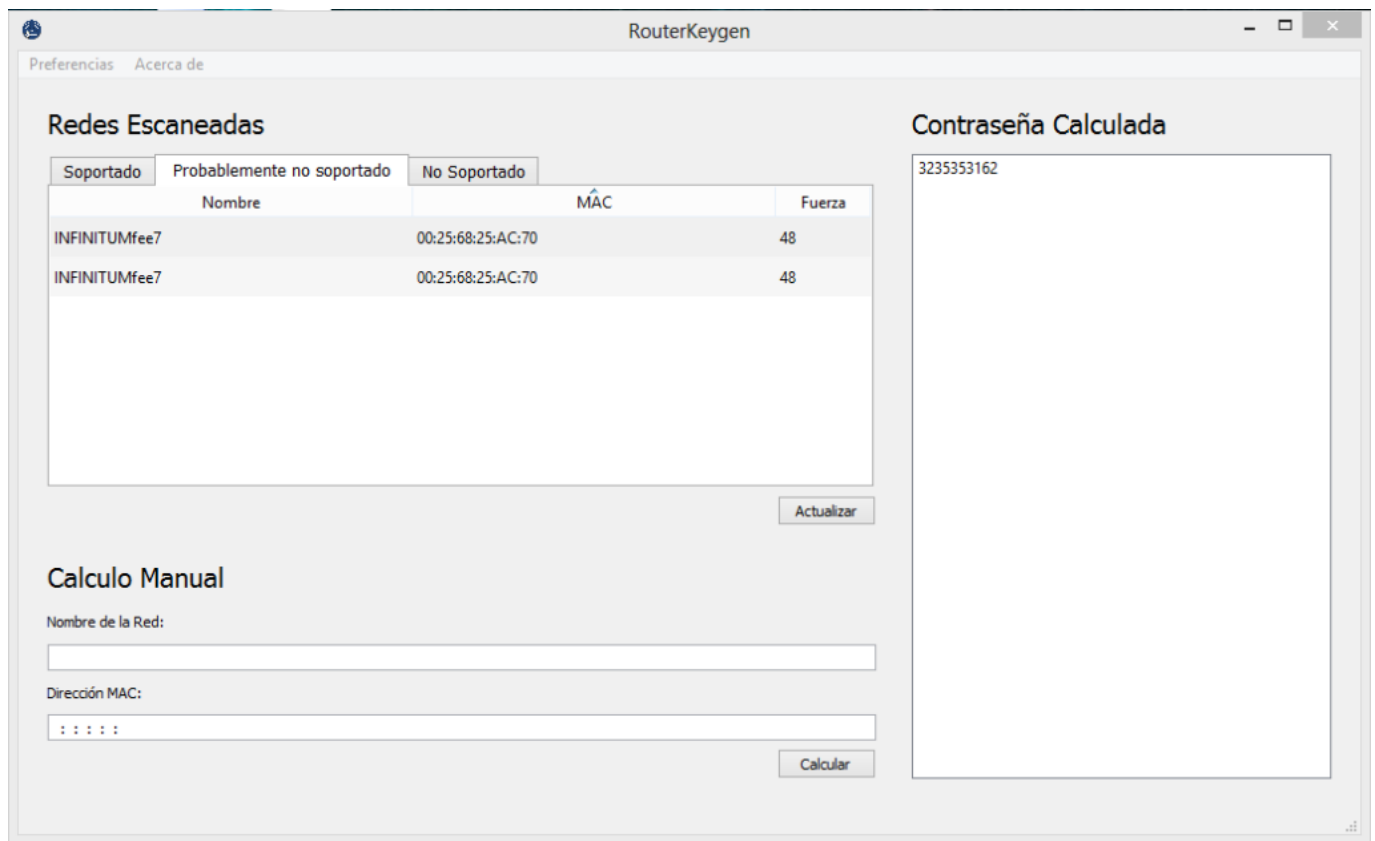 RouterKeygen
Preferencias Acerca de
Redes Escaneadas
Soportado Probablemente no soportado No Soportado
Nombre MAC Fuerza
INFINITUMfee7 00:25:68:25:AC:70 48
INFINITUMfee7 00:25:68:25:AC:70 48
Actualizar
Calculo Manual
Nombre de la Red:
Dirección MAC:
: : : : :
Calcular
Contraseña Calculada
3235353162